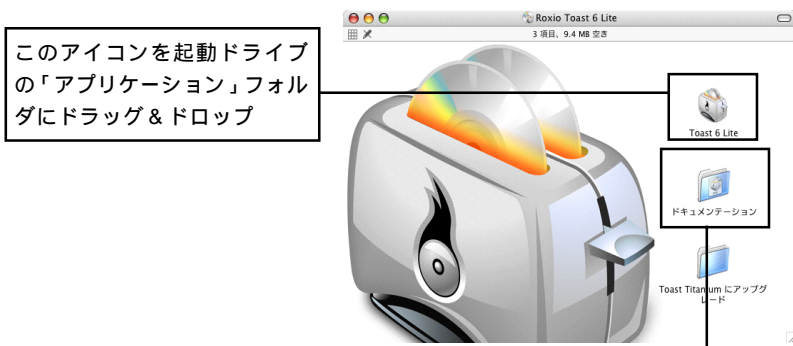 Roxio Toast 6 Lite
3 項目、9.4 MB 空き
このアイコンを起動ドライブ
の「アプリケーション」フォル
ダにドラッグ＆ドロップ
Toast 6 Lite
ドキュメンテーション
Toast Titanium にアップグ
レード